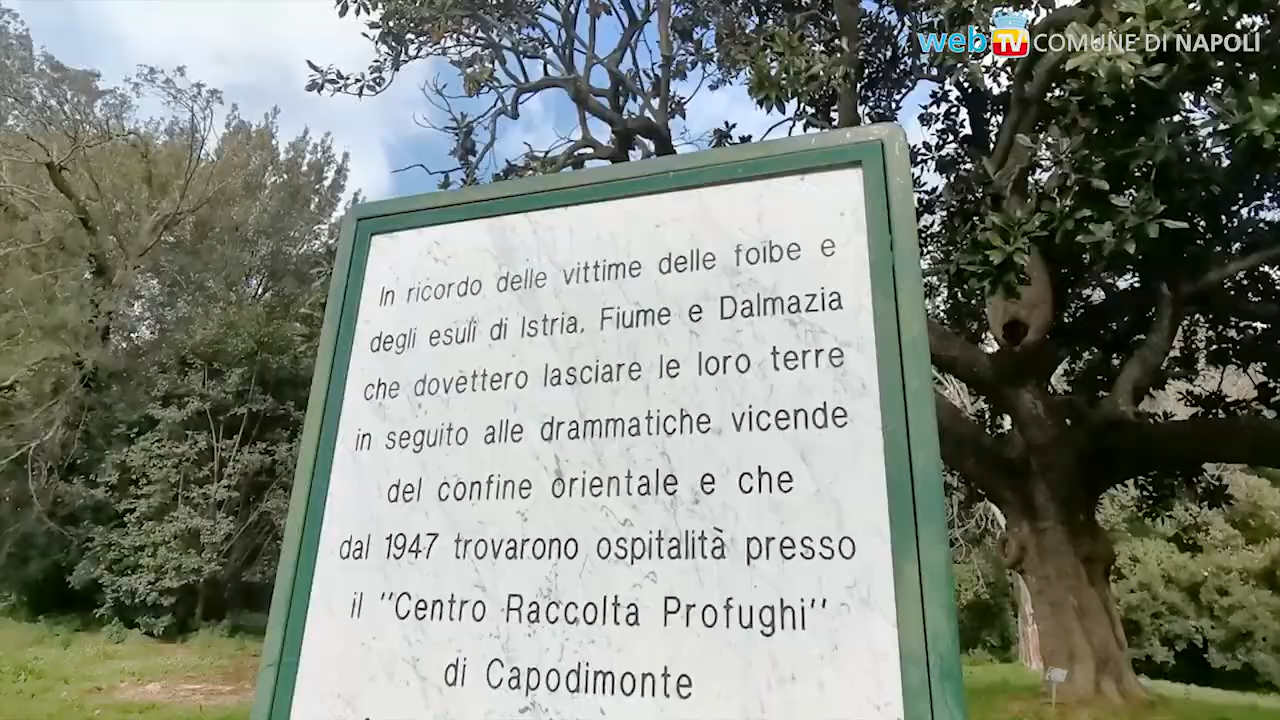 web TV COMUNE DI NAPOLI
In ricordo delle vittime delle foibe e
degli esuli di Istria, Fiume e Dalmazia
che dovettero lasciare le loro terre
in seguito alle drammatiche vicende
del confine orientale e che
dal 1947 trovarono ospitalità presso
il "Centro Raccolta Profughi"
di Capodimonte